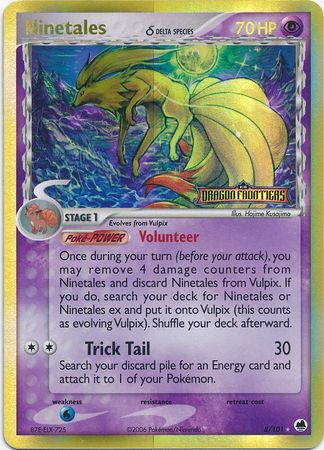 Ninetales δ DELTA SPECIES 70 HP
DRAGON FRONTIERS
Illus. Hajime Kusajima
STAGE 1
Evolves from Vulpix
Poké-POWER Volunteer
Once during your turn (before your attack), you
may remove 4 damage counters from
Ninetales and discard Ninetales from Vulpix. If
you do, search your deck for Ninetales or
Ninetales ex and put it onto Vulpix (this counts
as evolving Vulpix). Shuffle your deck afterward.
Trick Tail 30
Search your discard pile for an Energy card and
attach it to 1 of your Pokémon.
weakness resistance retreat cost
87E-EIX-725 ©2006 Pokémon/Nintendo 8/101